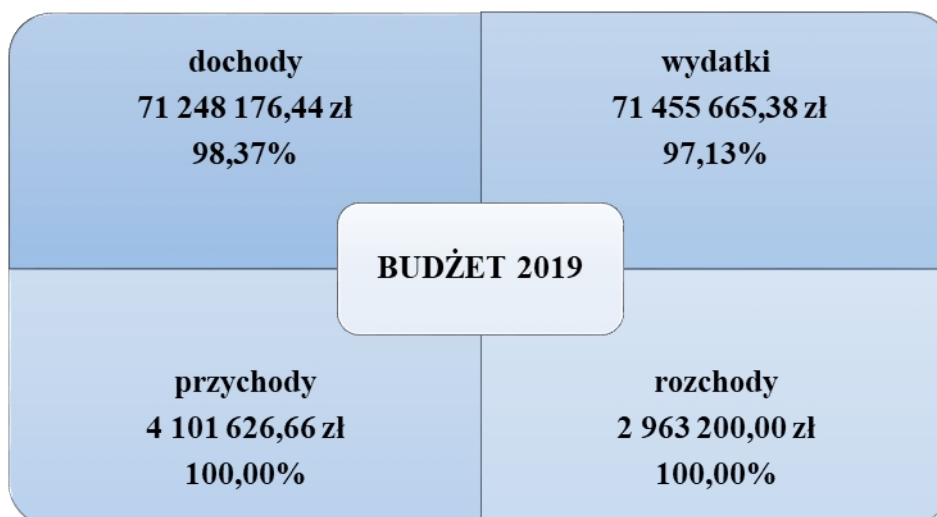 dochody
71 248 176,44 zł
98,37%
wydatki
71 455 665,38 zł
97,13%
BUDŻET 2019
przychody
4 101 626,66 zł
100,00%
rozchody
2 963 200,00 zł
100,00%